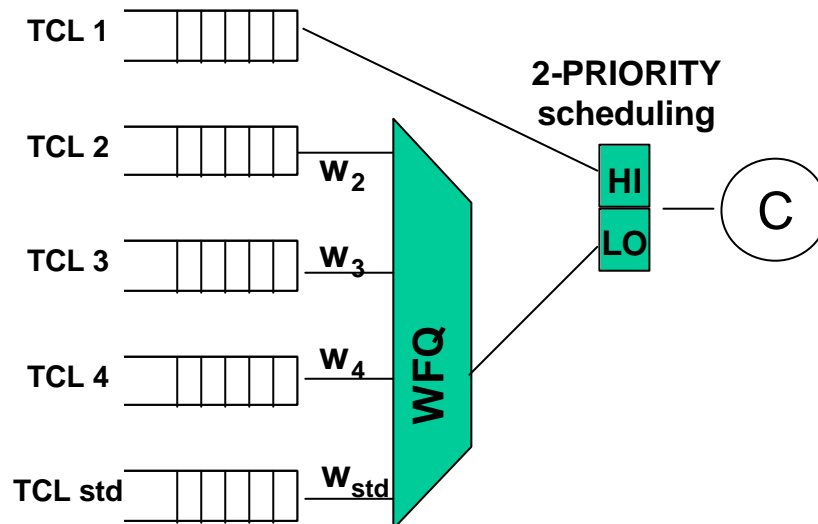 TCL 1
2-PRIORITY
scheduling
TCL 2
w2
HI
C
LO
TCL 3
w3
WFQ
TCL 4
w4
TCL std
wstd